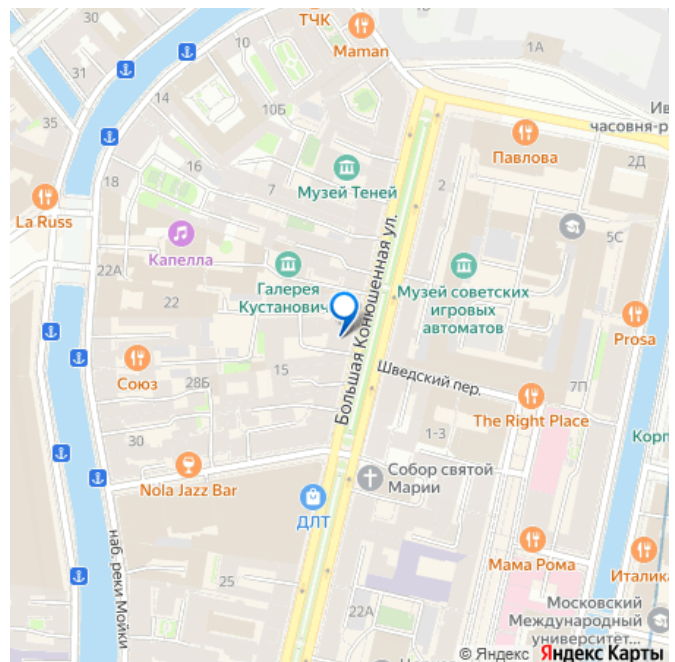 ТЧК
10
Maman
1А
31
14
10Б
Ив
часовня-р
35
16
Павлова
2Д
18
7
Музей Теней
2
La Russ
Капелла
5С
22А
Галерея
Кустанович
22
Большая Конюшенная ул.
Музей советских
игровых
автоматов
Prosa
Союз
28Б
15
Шведский пер.
7П
The Right Place
30
1-3
Корп
Nola Jazz Bar
Собор святой
Марии
ДЛТ
наб. реки Мойки
Мама Рома
Италика
25
22А
Московский
Международный
университет...
© Яндекс Яндекс Карты